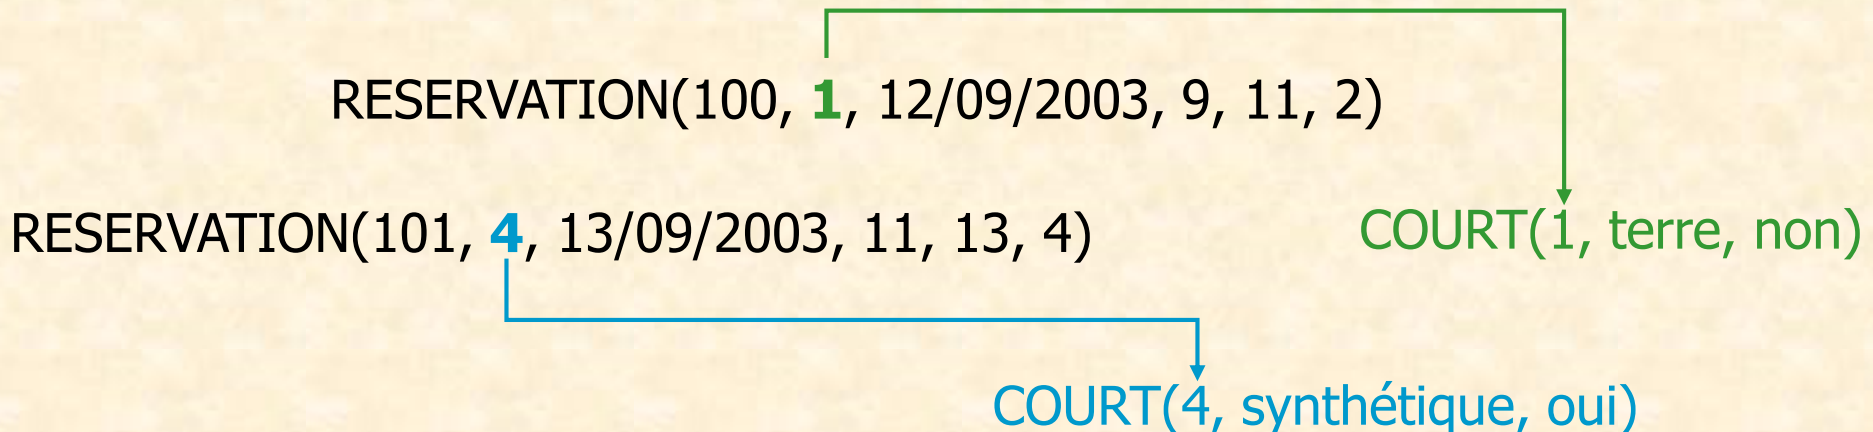 RESERVATION(100, 1, 12/09/2003, 9, 11, 2)
RESERVATION(101, 4, 13/09/2003, 11, 13, 4)
COURT(1, terre, non)
COURT(4, synthétique, oui)